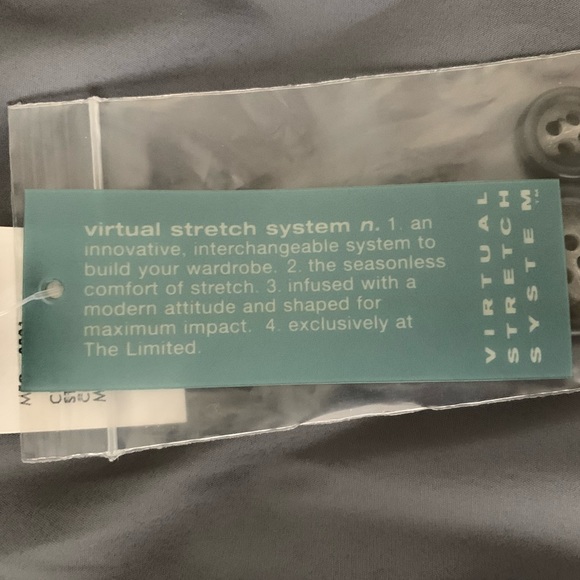 virtual stretch system n. 1. an
innovative, interchangeable system to
build your wardrobe. 2. the seasonless
comfort of stretch. 3. infused with a
modern attitude and shaped for
maximum impact. 4. exclusively at
The Limited.
VIRTUAL
STRETCH
SYSTEM™